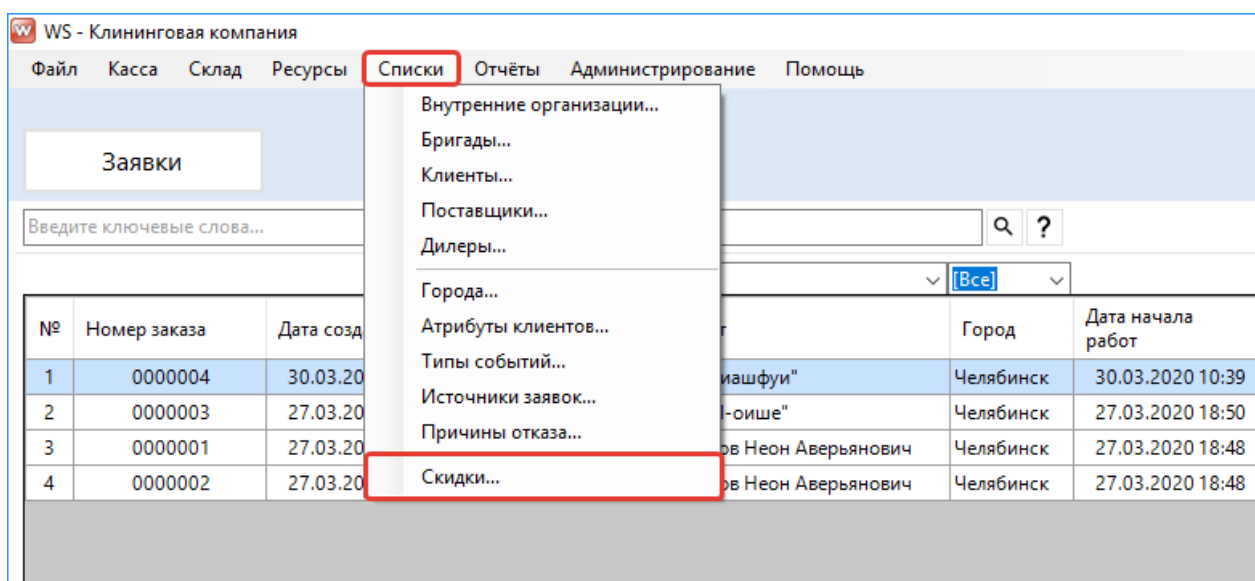 WS - Клининговая компания
Файл Касса Склад Ресурсы Списки Отчёты Администрирование Помощь
Внутренние организации...
Бригады...
Заявки
Клиенты...
Поставщики...
Введите ключевые слова...
?
Дилеры...
[Все]
Города...
№ Номер заказа Дата созд Город Дата начала работ
Атрибуты клиентов...
Типы событий...
1 0000004 30.03.20 иашфуи" Челябинск 30.03.2020 10:39
Источники заявок...
2 0000003 27.03.20 -оише" Челябинск 27.03.2020 18:50
Причины отказа...
3 0000001 27.03.20 ов Неон Аверьянович Челябинск 27.03.2020 18:48
Скидки...
4 0000002 27.03.20 ов Неон Аверьянович Челябинск 27.03.2020 18:48